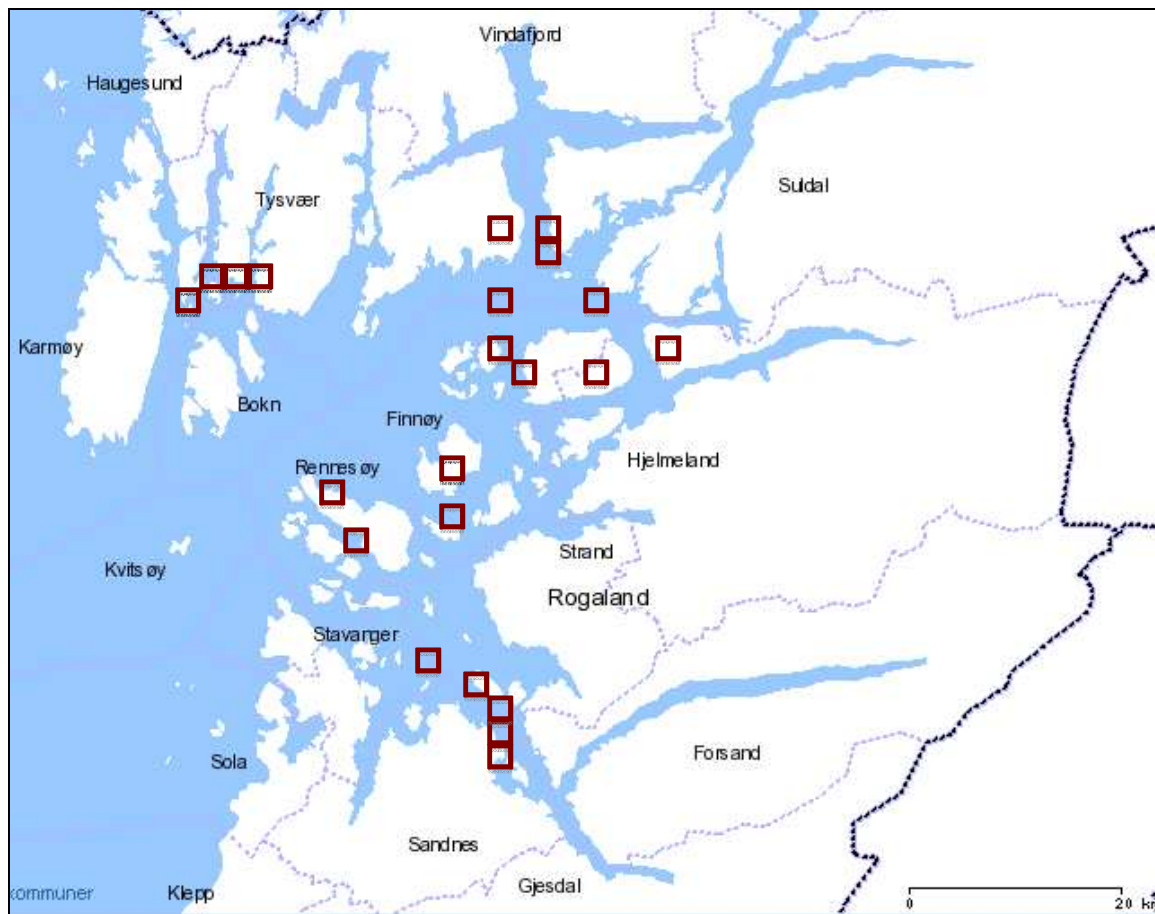 Vindafjord
Haugesund
Suldal
Tysvær
Karmøy
Bokn
Finnøy
Hjelmeland
Rennesøy
Strand
Kvitsøy
Rogaland
Stavanger
Forsand
Sola
Sandnes
Gjesdal
kommuner
Klepp
0 20 km